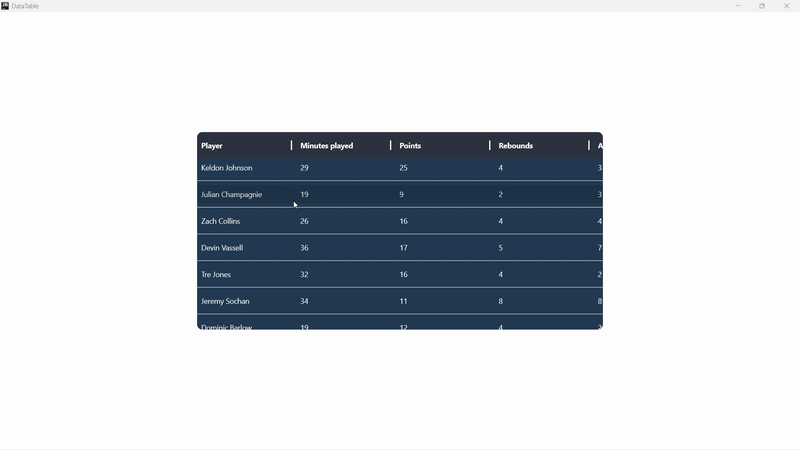 DataTable
Player Minutes played Points Rebounds A
Keldon Johnson 29 25 4 3
Julian Champagnie 19 9 2 3
Zach Collins 26 16 4 4
Devin Vassell 36 17 5 7
Tre Jones 32 16 4 2
Jeremy Sochan 34 11 8 8
Dominic Barlow 19 12 4